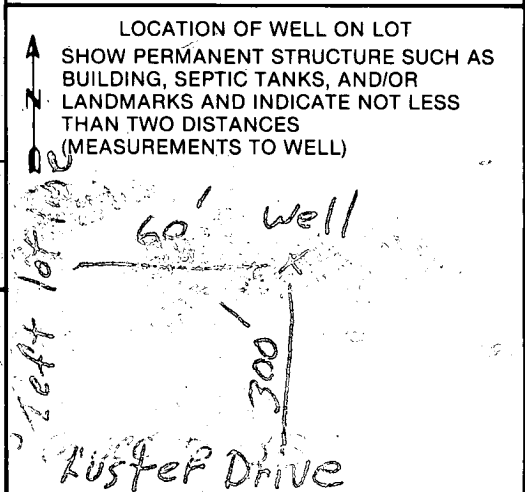 LOCATION OF WELL ON LOT
SHOW PERMANENT STRUCTURE SUCH AS
BUILDING, SEPTIC TANKS, AND/OR
N LANDMARKS AND INDICATE NOT LESS
THAN TWO DISTANCES
(MEASUREMENTS TO WELL)
60' Well
X
left lot line
300'
Luster Drive